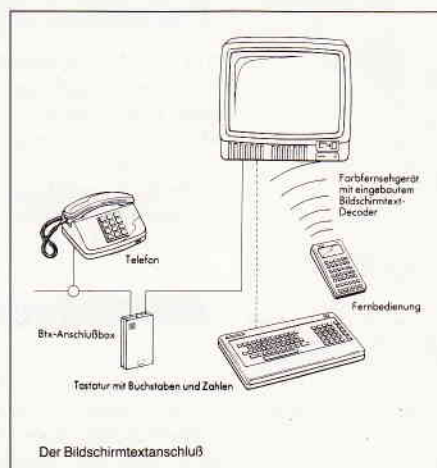 Farbfernsehgerät
mit eingebautem
Bildschirmtext-
Decoder
Telefon
Fernbedienung
Btx-Anschlußbox
Tastatur mit Buchstaben und Zahlen
Der Bildschirmtextanschluß